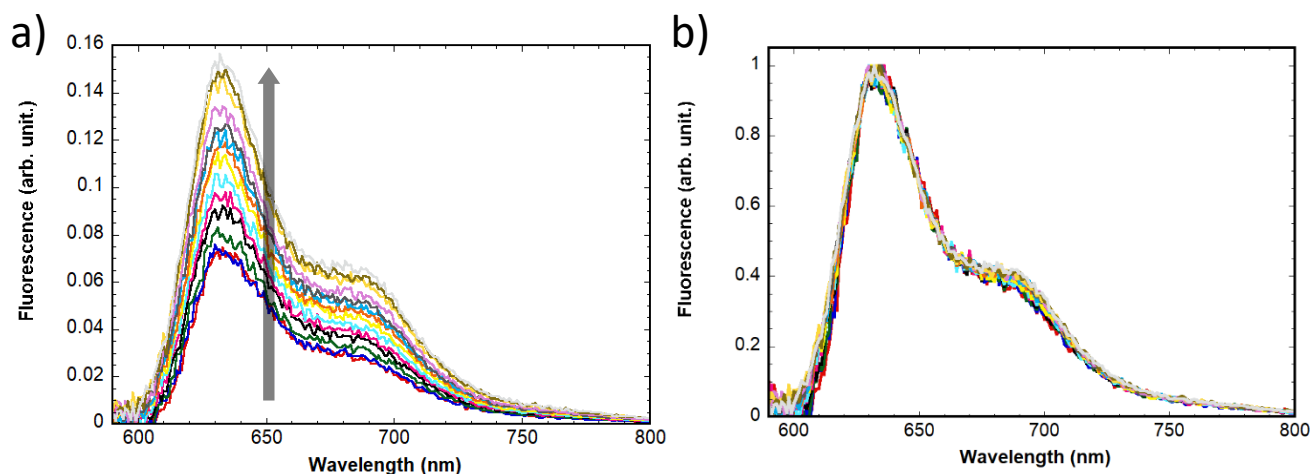 a)
0.16
0.14
0.12
0.1
0.08
0.06
0.04
0.02
0
Fluorescence (arb. unit.)
600 650 700 750 800
Wavelength (nm)
b)
1
0.8
0.6
0.4
0.2
0
Fluorescence (arb. unit.)
600 650 700 750 800
Wavelength (nm)